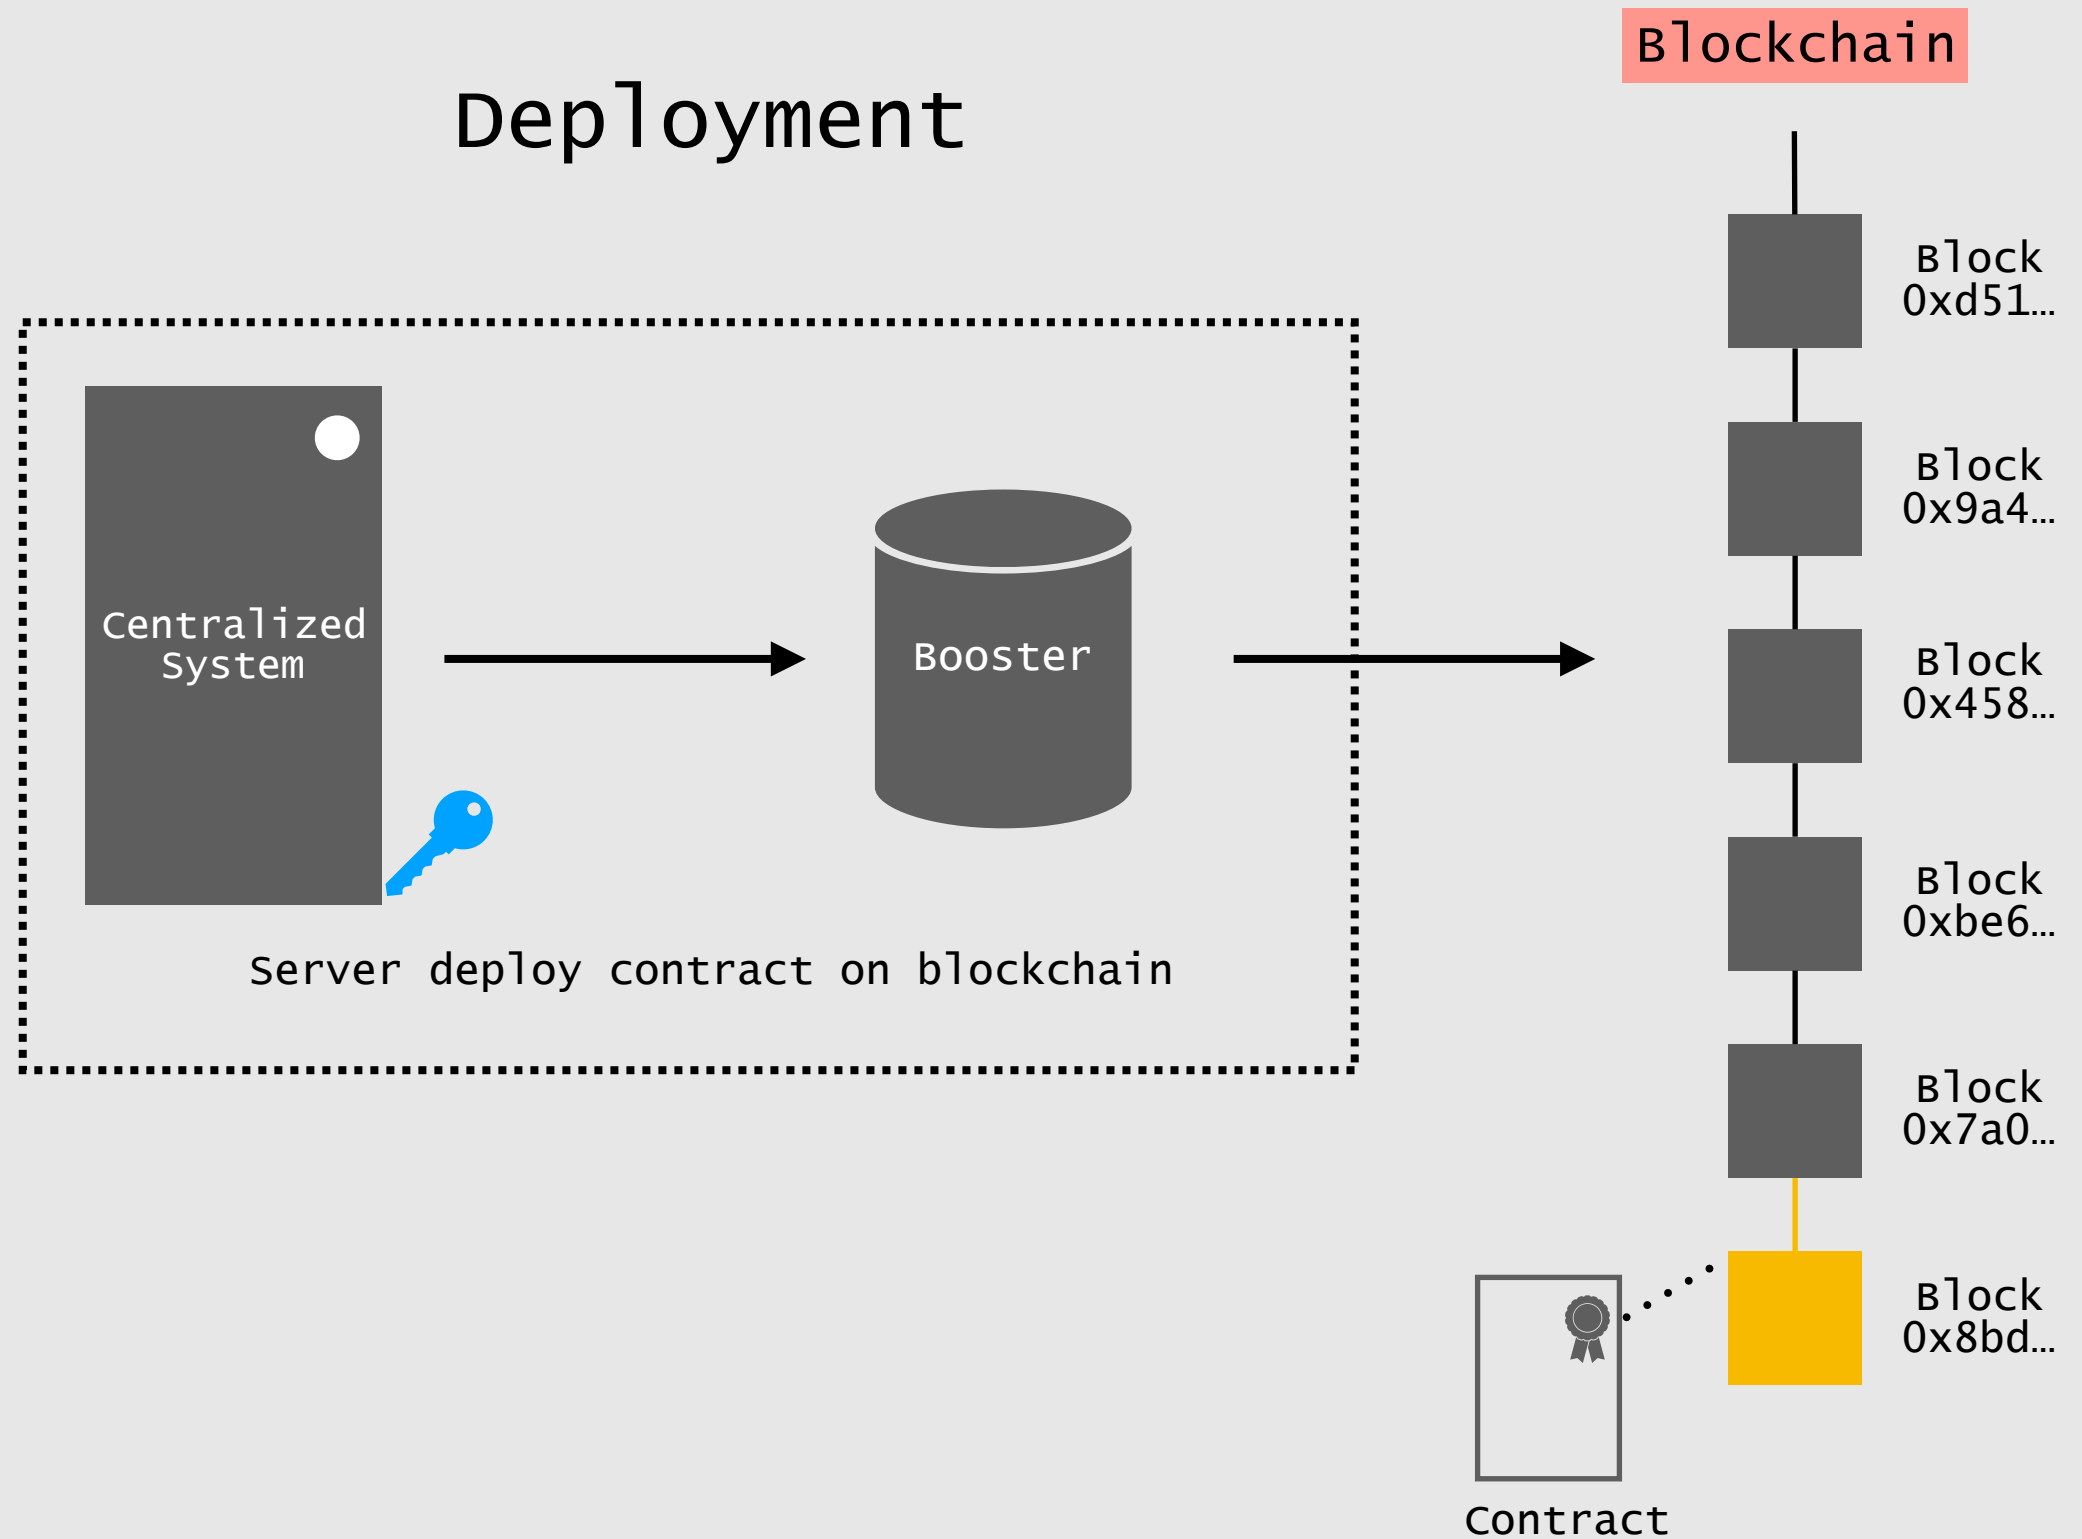 Blockchain
Deployment
Block
0xd51…
Block
0x9a4…
Centralized
System
Booster
Block
0x458…
Block
0xbe6…
Server deploy contract on blockchain
Block
0x7a0…
Block
0x8bd…
Contract